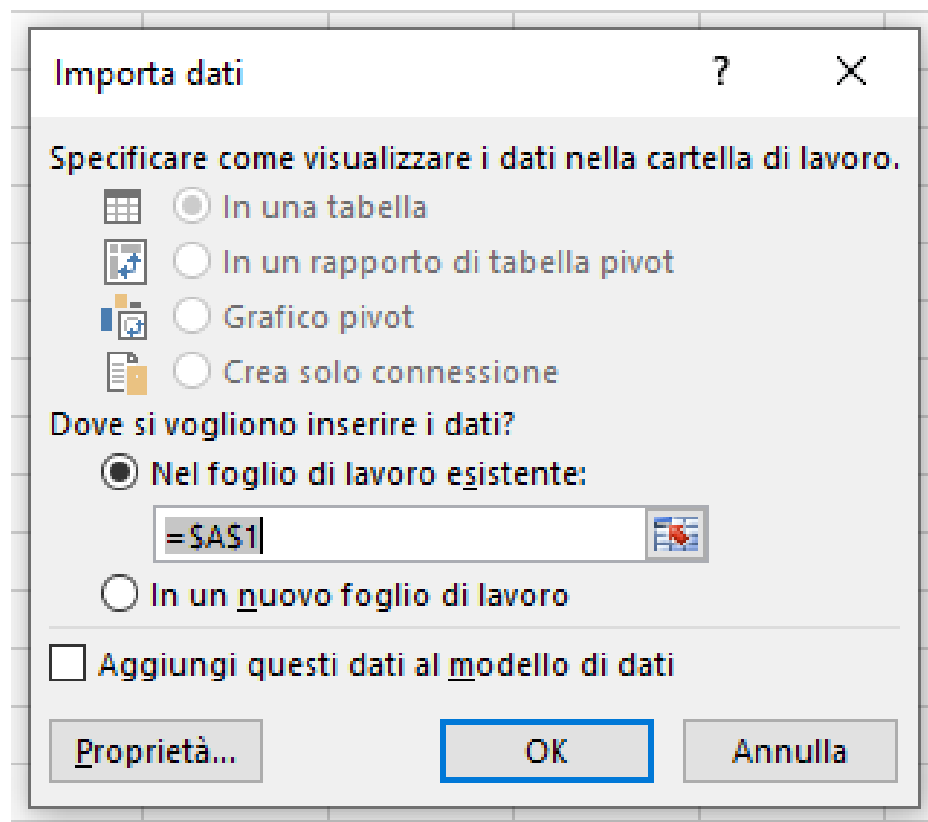 Importa dati ?
Specificare come visualizzare i dati nella cartella di lavoro.
In una tabella
In un rapporto di tabella pivot
Grafico pivot
Crea solo connessione
Dove si vogliono inserire i dati?
Nel foglio di lavoro esistente:
=$A$1
In un nuovo foglio di lavoro
Aggiungi questi dati al modello di dati
Proprietà... OK Annulla